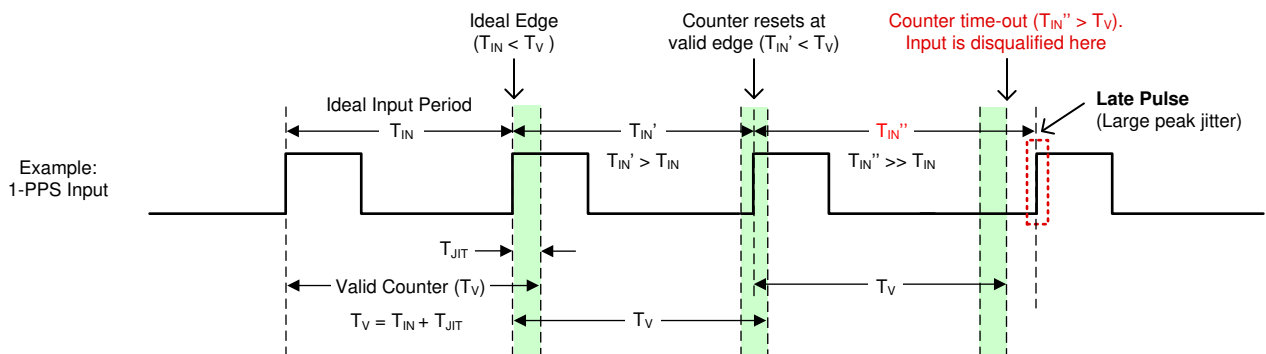 Ideal Edge
(T_IN < T_V )
Counter resets at
valid edge (T_IN' < T_V)
Counter time-out (T_IN'' > T_V).
Input is disqualified here
Ideal Input Period
T_IN
T_IN'
T_IN''
Late Pulse
(Large peak jitter)
Example:
1-PPS Input
T_IN' > T_IN
T_IN'' >> T_IN
T_JIT
Valid Counter (T_V)
T_V
T_V = T_IN + T_JIT
T_V